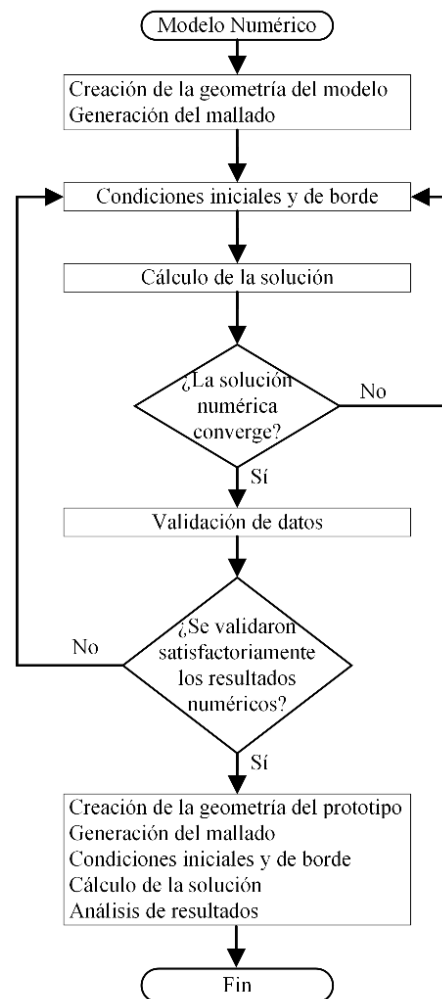 Modelo Numérico
Creación de la geometría del modelo
Generación del mallado
Condiciones iniciales y de borde
Cálculo de la solución
¿La solución
numérica
converge?
No
Sí
Validación de datos
¿Se validaron
satisfactoriamente
los resultados
numéricos?
No
Sí
Creación de la geometría del prototipo
Generación del mallado
Condiciones iniciales y de borde
Cálculo de la solución
Análisis de resultados
Fin